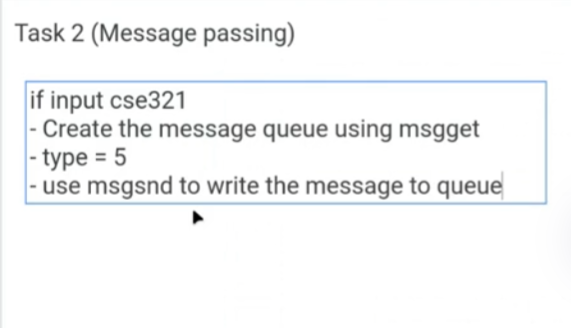 Task 2 (Message passing)
if input cse321
- Create the message queue using msgget
- type = 5
- use msgsnd to write the message to queue